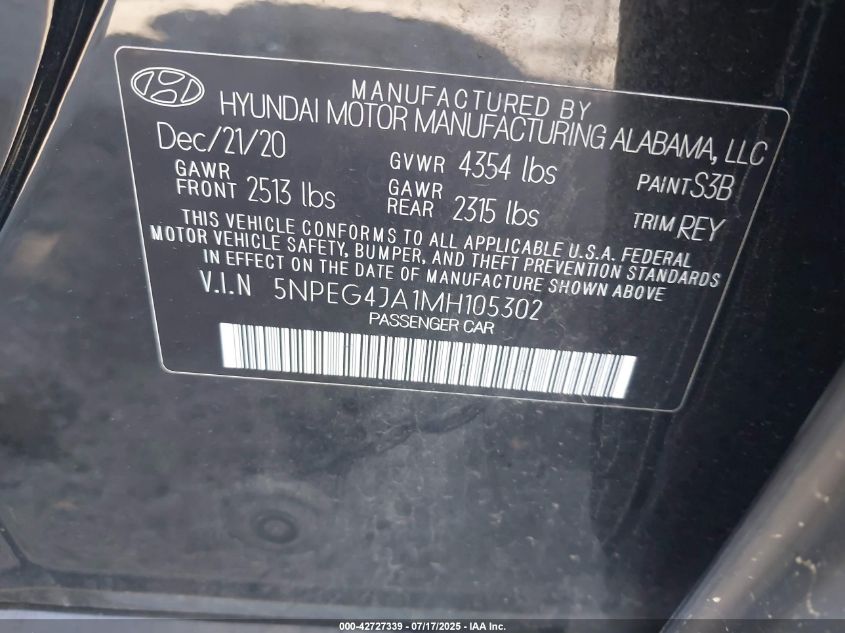 MANUFACTURED BY
HYUNDAI MOTOR MANUFACTURING ALABAMA, LLC
Dec/21/20 GVWR 4354 lbs PAINT S3B
GAWR FRONT 2513 lbs GAWR REAR 2315 lbs TRIM REY
THIS VEHICLE CONFORMS TO ALL APPLICABLE U.S.A. FEDERAL
MOTOR VEHICLE SAFETY, BUMPER, AND THEFT PREVENTION STANDARDS
IN EFFECT ON THE DATE OF MANUFACTURE SHOWN ABOVE
V.I.N 5NPEG4JA1MH105302
PASSENGER CAR
000-42727339 - 07/17/2025 - IAA Inc.